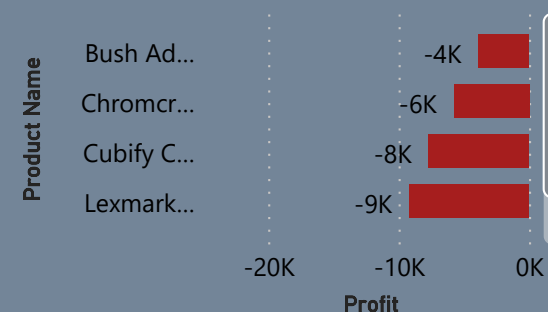 Product Name
Bush Ad... -4K
Chromcr... -6K
Cubify C... -8K
Lexmark... -9K
-20K -10K 0K
Profit